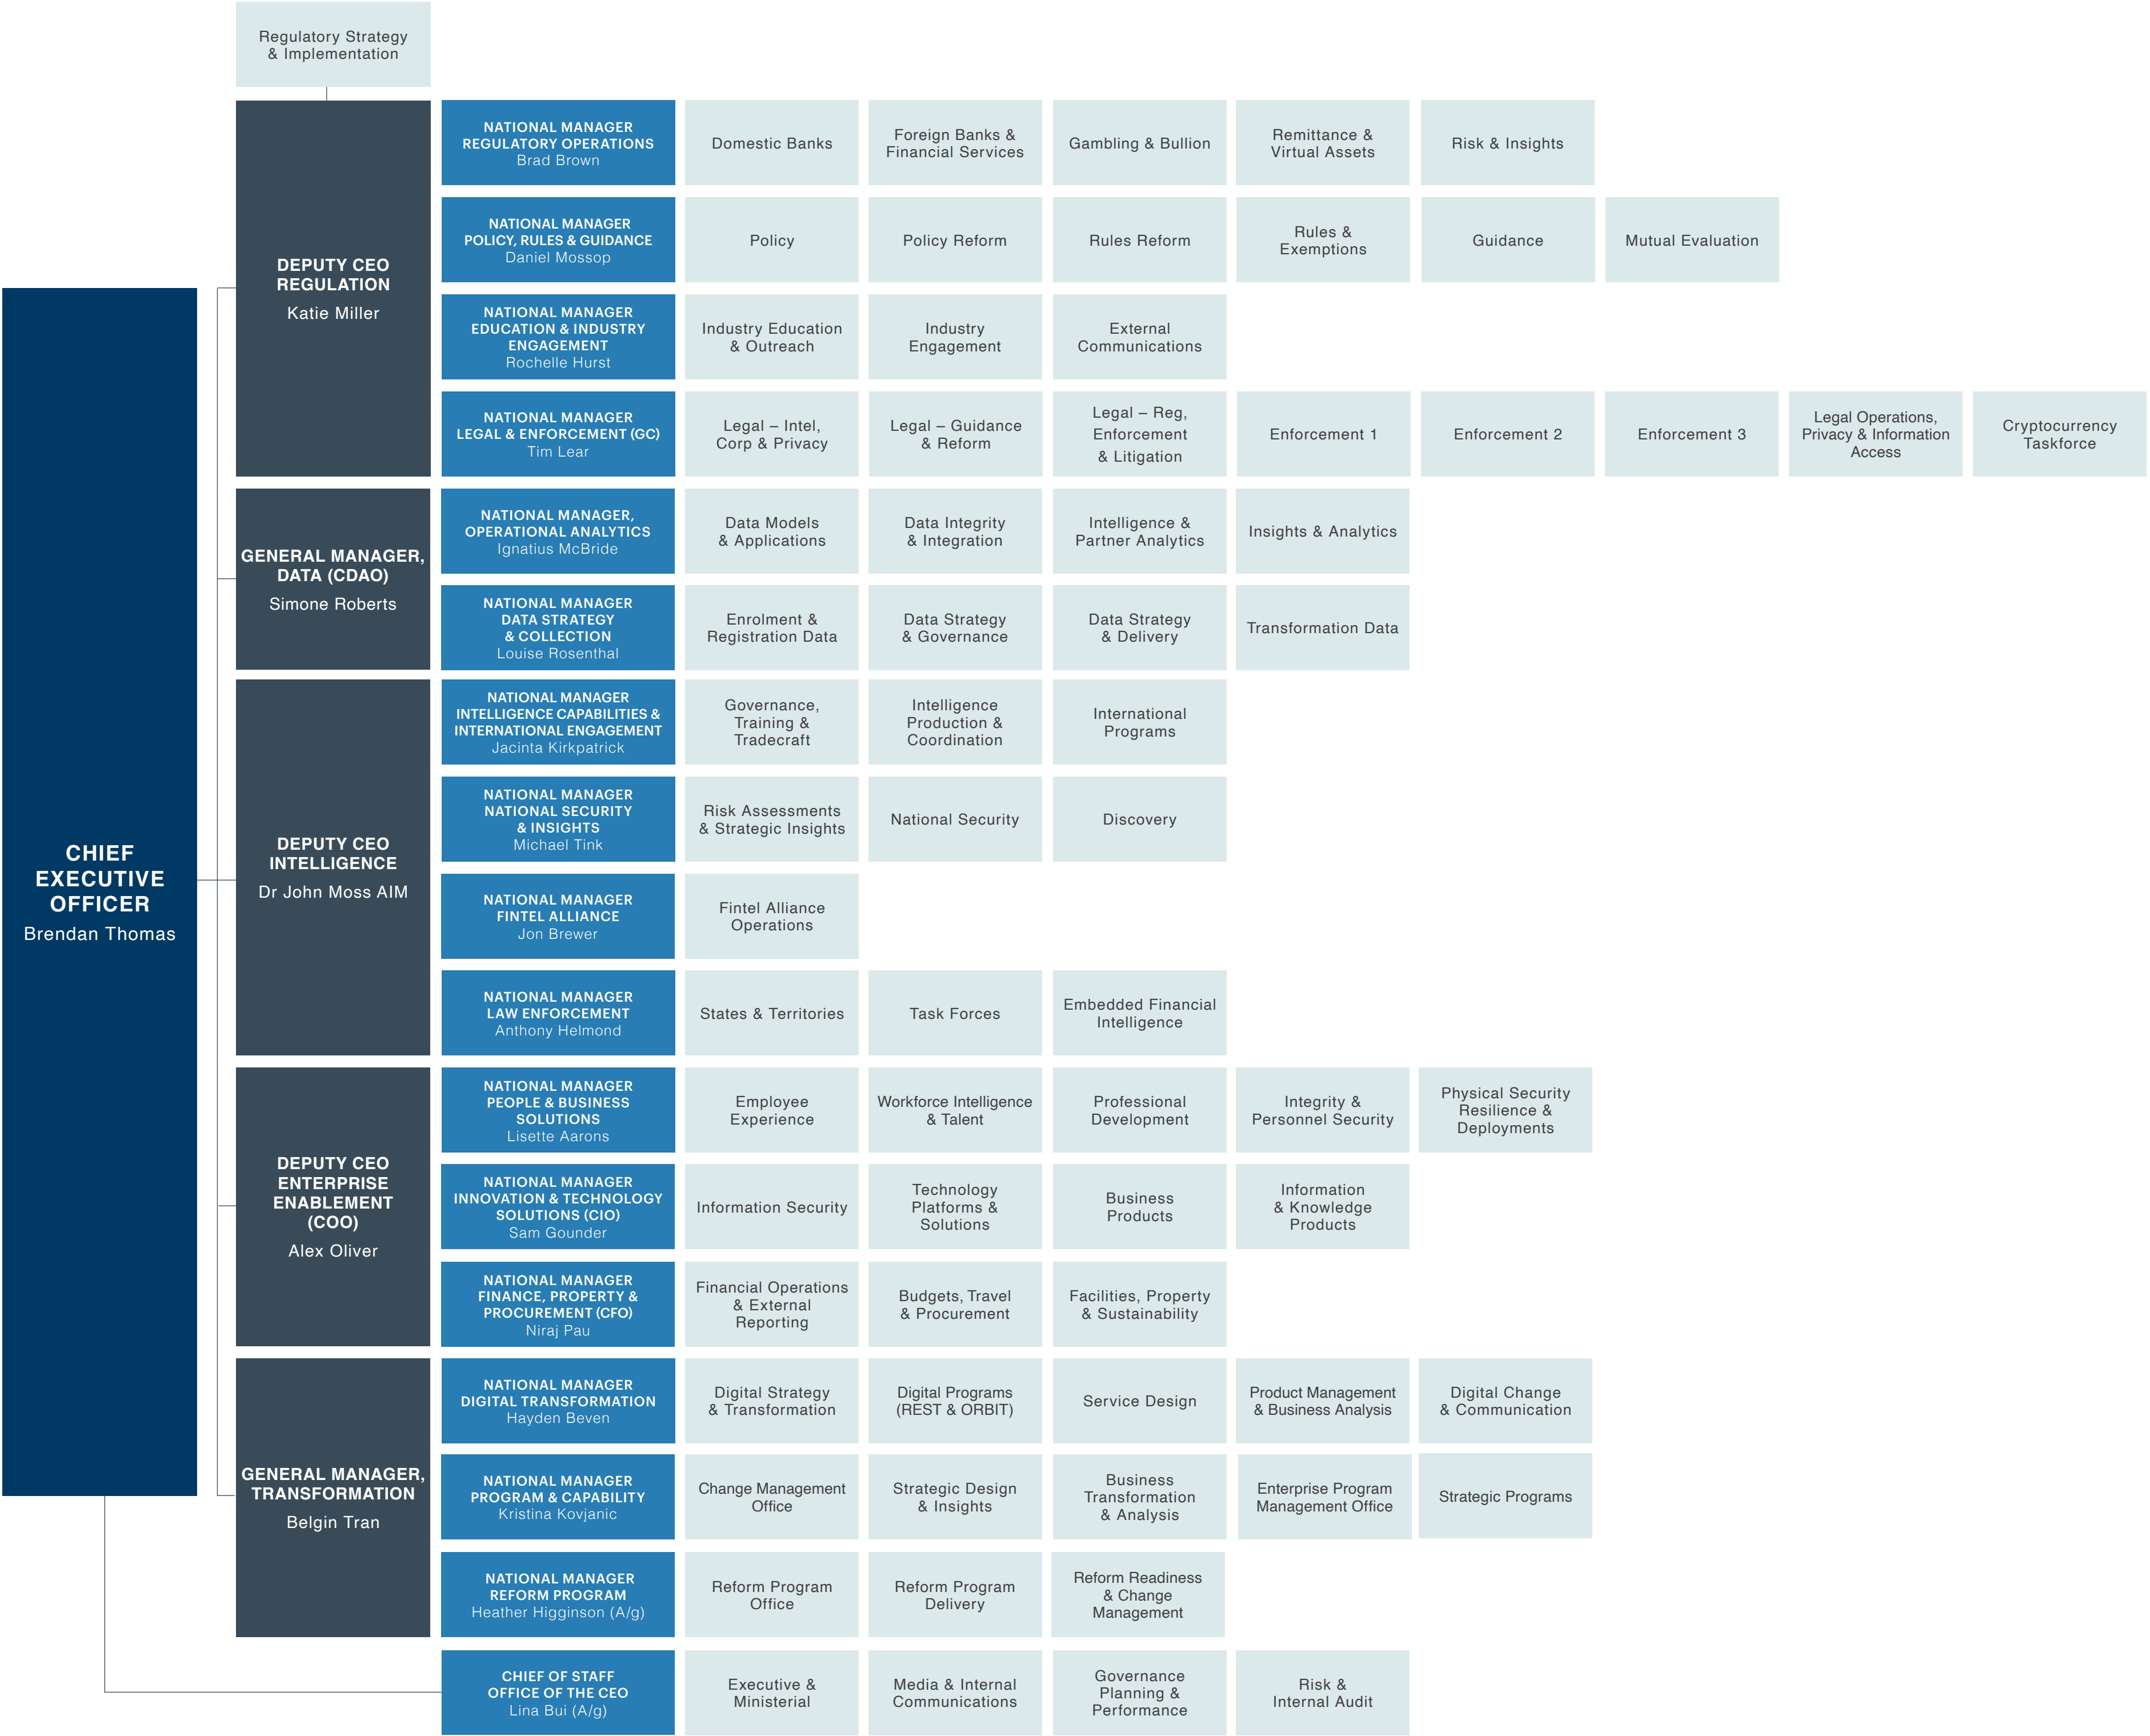 Regulatory Strategy
& Implementation
CHIEF
EXECUTIVE
OFFICER
Brendan Thomas
DEPUTY CEO
REGULATION
Katie Miller
NATIONAL MANAGER
REGULATORY OPERATIONS
Brad Brown
Domestic Banks
Foreign Banks &
Financial Services
Gambling & Bullion
Remittance &
Virtual Assets
Risk & Insights
NATIONAL MANAGER
POLICY, RULES & GUIDANCE
Daniel Mossop
Policy
Policy Reform
Rules Reform
Rules &
Exemptions
Guidance
Mutual Evaluation
NATIONAL MANAGER
EDUCATION & INDUSTRY
ENGAGEMENT
Rochelle Hurst
Industry Education
& Outreach
Industry
Engagement
External
Communications
NATIONAL MANAGER
LEGAL & ENFORCEMENT (GC)
Tim Lear
Legal – Intel,
Corp & Privacy
Legal – Guidance
& Reform
Legal – Reg,
Enforcement
& Litigation
Enforcement 1
Enforcement 2
Enforcement 3
Legal Operations,
Privacy & Information
Access
Cryptocurrency
Taskforce
GENERAL MANAGER,
DATA (CDAO)
Simone Roberts
NATIONAL MANAGER,
OPERATIONAL ANALYTICS
Ignatius McBride
Data Models
& Applications
Data Integrity
& Integration
Intelligence &
Partner Analytics
Insights & Analytics
NATIONAL MANAGER
DATA STRATEGY
& COLLECTION
Louise Rosenthal
Enrolment &
Registration Data
Data Strategy
& Governance
Data Strategy
& Delivery
Transformation Data
DEPUTY CEO
INTELLIGENCE
Dr John Moss AIM
NATIONAL MANAGER
INTELLIGENCE CAPABILITIES &
INTERNATIONAL ENGAGEMENT
Jacinta Kirkpatrick
Governance,
Training &
Tradecraft
Intelligence
Production &
Coordination
International
Programs
NATIONAL MANAGER
NATIONAL SECURITY
& INSIGHTS
Michael Tink
Risk Assessments
& Strategic Insights
National Security
Discovery
NATIONAL MANAGER
FINTEL ALLIANCE
Jon Brewer
Fintel Alliance
Operations
NATIONAL MANAGER
LAW ENFORCEMENT
Anthony Helmond
States & Territories
Task Forces
Embedded Financial
Intelligence
DEPUTY CEO
ENTERPRISE
ENABLEMENT
(COO)
Alex Oliver
NATIONAL MANAGER
PEOPLE & BUSINESS
SOLUTIONS
Lisette Aarons
Employee
Experience
Workforce Intelligence
& Talent
Professional
Development
Integrity &
Personnel Security
Physical Security
Resilience &
Deployments
NATIONAL MANAGER
INNOVATION & TECHNOLOGY
SOLUTIONS (CIO)
Sam Gounder
Information Security
Technology
Platforms &
Solutions
Business
Products
Information
& Knowledge
Products
NATIONAL MANAGER
FINANCE, PROPERTY &
PROCUREMENT (CFO)
Niraj Pau
Financial Operations
& External
Reporting
Budgets, Travel
& Procurement
Facilities, Property
& Sustainability
GENERAL MANAGER,
TRANSFORMATION
Belgin Tran
NATIONAL MANAGER
DIGITAL TRANSFORMATION
Hayden Beven
Digital Strategy
& Transformation
Digital Programs
(REST & ORBIT)
Service Design
Product Management
& Business Analysis
Digital Change
& Communication
NATIONAL MANAGER
PROGRAM & CAPABILITY
Kristina Kovjanic
Change Management
Office
Strategic Design
& Insights
Business
Transformation
& Analysis
Enterprise Program
Management Office
Strategic Programs
NATIONAL MANAGER
REFORM PROGRAM
Heather Higginson (A/g)
Reform Program
Office
Reform Program
Delivery
Reform Readiness
& Change
Management
CHIEF OF STAFF
OFFICE OF THE CEO
Lina Bui (A/g)
Executive &
Ministerial
Media & Internal
Communications
Governance
Planning &
Performance
Risk &
Internal Audit